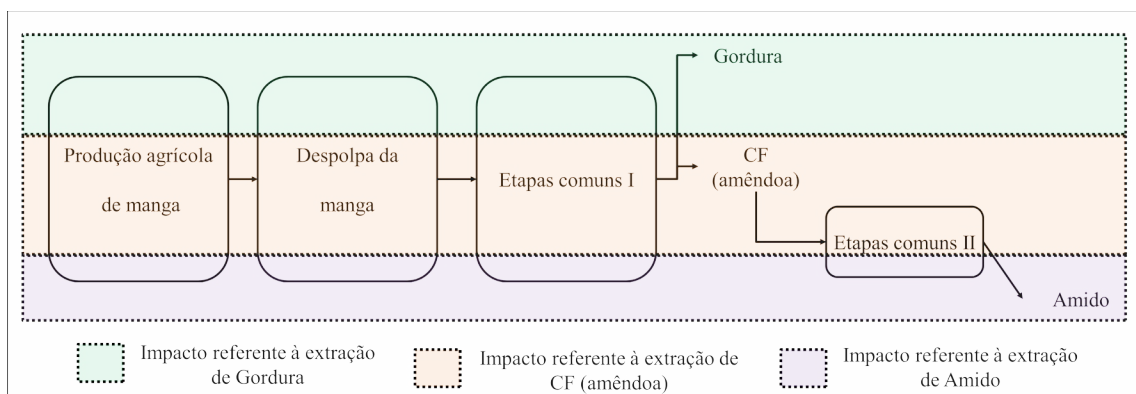 Gordura
Produção agrícola
de manga
Despolpa da
manga
Etapas comuns I
CF
(amêndoa)
Etapas comuns II
Amido
Impacto referente à extração
de Gordura
Impacto referente à extração de
CF (amêndoa)
Impacto referente à extração
de Amido